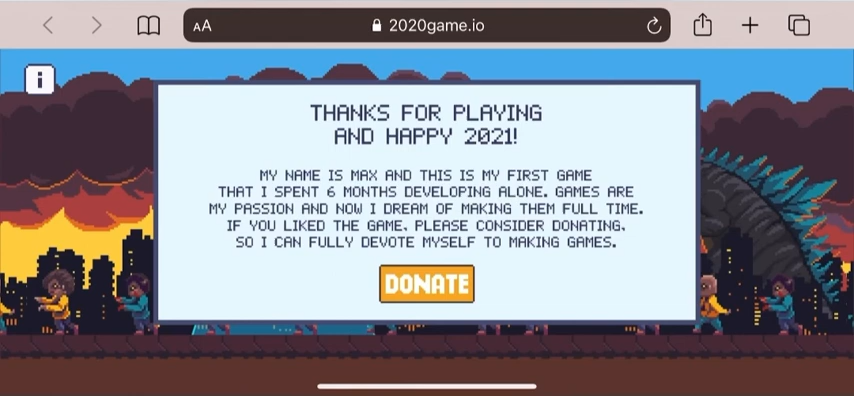 AA 2020game.io
i
THANKS FOR PLAYING
AND HAPPY 2021!
MY NAME IS MAX AND THIS IS MY FIRST GAME
THAT I SPENT 6 MONTHS DEVELOPING ALONE. GAMES ARE
MY PASSION AND NOW I DREAM OF MAKING THEM FULL TIME.
IF YOU LIKED THE GAME, PLEASE CONSIDER DONATING,
SO I CAN FULLY DEVOTE MYSELF TO MAKING GAMES.
DONATE